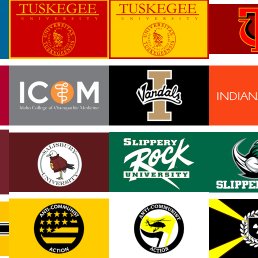 TUSKEGEE
UNIVERSITY
TUSKEGEE
UNIVERSITY
ICOM
Idaho College of Osteopathic Medicine
I
Vandals
INDIAN
SALISBURY
UNIVERSITY
SLIPPERY
Rock
UNIVERSITY
SLIPPE
ANTI-COMMUNIST
ACTION
ANTI-COMMUNIST
ACTION